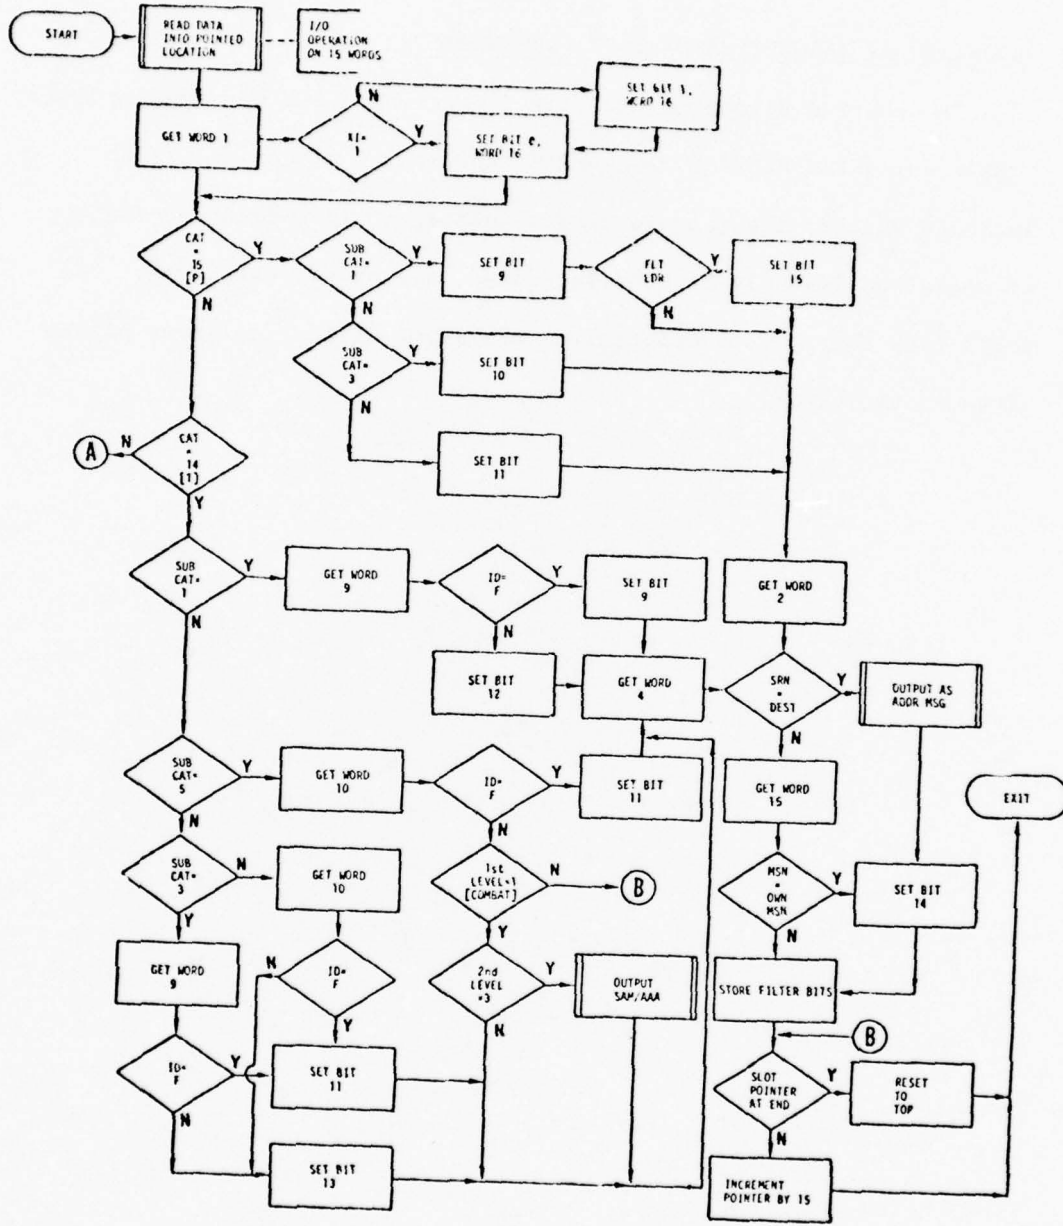 START
READ DATA
INTO POINTED
LOCATION
I/O
OPERATION
ON 15 WORDS
GET WORD 1
XI=
1
N
Y
WORD 16
SET BIT
WORD 16
CAT
=
15
[P]
Y
N
SUB
CAT=
1
Y
N
SET BIT
9
FLT
LDR
Y
N
SET BIT
15
SUB
CAT=
3
Y
N
SET BIT
10
SET BIT
11
A
N
CAT
=
14
[T]
Y
SUB
CAT=
1
Y
N
GET WORD
9
ID=
F
Y
N
SET BIT
9
SET BIT
12
GET WORD
4
GET WORD
2
SRN
=
DEST
Y
N
OUTPUT AS
ADDR MSG
SUB
CAT=
5
Y
N
GET WORD
10
ID=
F
Y
N
SET BIT
11
GET WORD
15
EXIT
SUB
CAT=
3
N
Y
GET WORD
10
1st
LEVEL=1
[COMBAT]
N
Y
B
MSN
=
OWN
MSN
Y
N
SET BIT
14
GET WORD
9
ID=
F
N
Y
2nd
LEVEL
=3
Y
N
OUTPUT
SAM/AAA
STORE FILTER BITS
B
ID=
F
Y
N
SET BIT
11
SLOT
POINTER
AT END
Y
N
RESET
TO
TOP
SET BIT
13
INCREMENT
POINTER BY 15